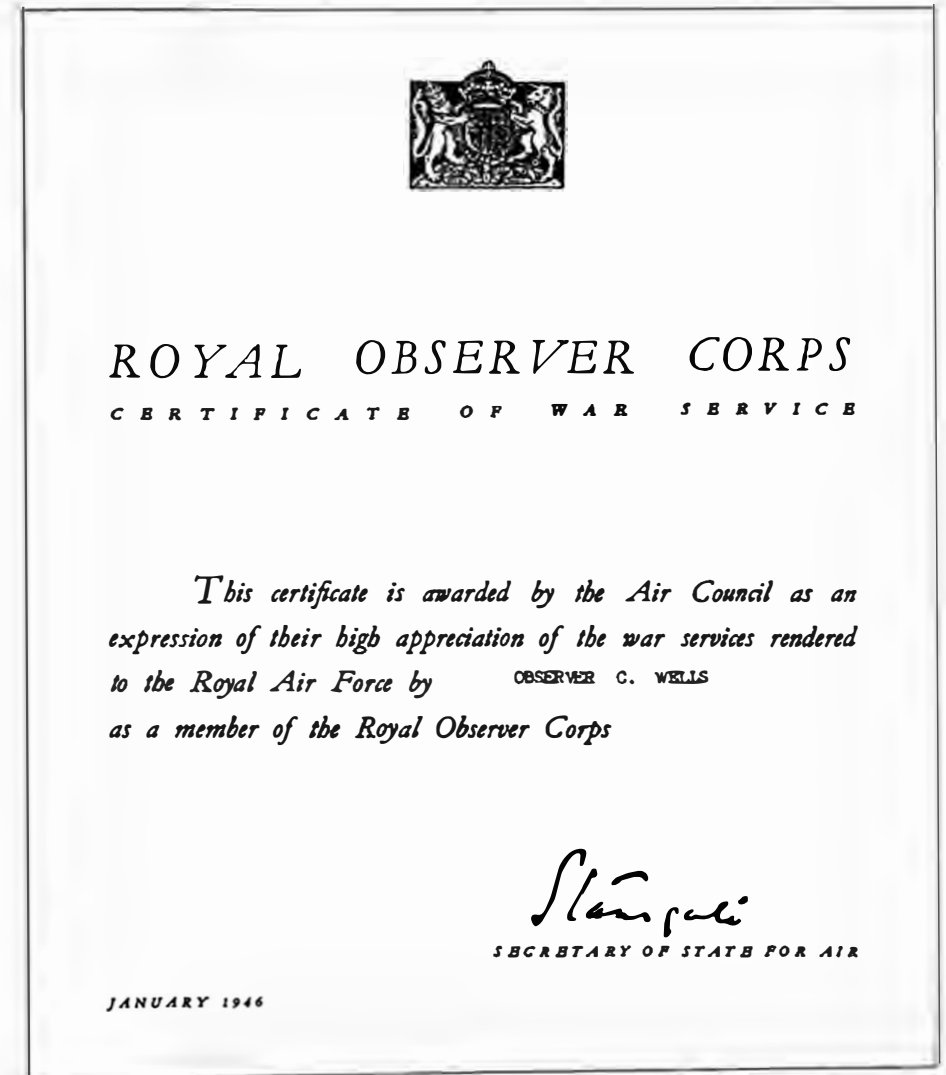 ROYAL OBSERVER CORPS
CERTIFICATE OF WAR SERVICE
This certificate is awarded by the Air Council as an
expression of their high appreciation of the war services rendered
to the Royal Air Force by OBSERVER C. WELLS
as a member of the Royal Observer Corps
Stansgate
SECRETARY OF STATE FOR AIR
JANUARY 1946